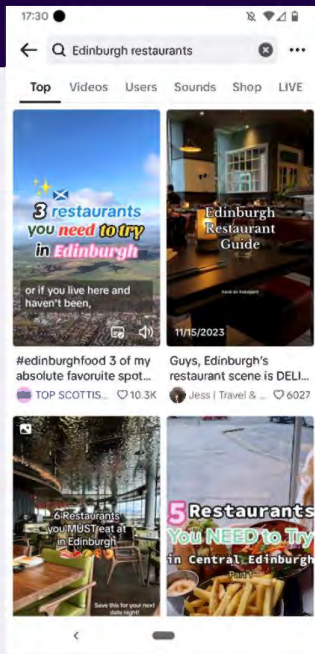 17:30
Edinburgh restaurants
Top Videos Users Sounds Shop LIVE
3 restaurants
you need to try
in Edinburgh
or if you live here and
haven't been,
Edinburgh
Restaurant
Guide
11/15/2023
#edinburghfood 3 of my
absolute favoruite spot...
TOP SCOTTIS... 10.3K
Guys, Edinburgh's
restaurant scene is DELI...
Jess | Travel & ... 6027
6 Restaurants
you MUST eat at
in Edinburgh
Save this for your next
date night!
5 Restaurants
You NEED to Try
in Central Edinburgh
Part 1